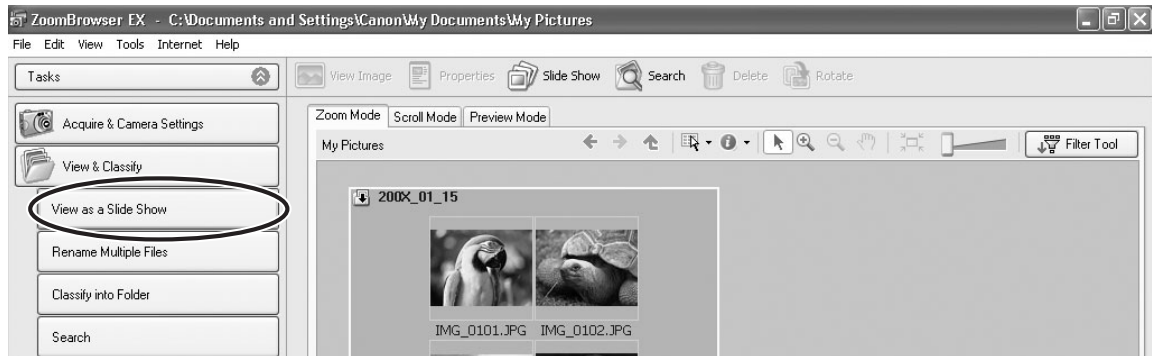 ZoomBrowser EX - C:\Documents and Settings\Canon\My Documents\My Pictures
File Edit View Tools Internet Help
Tasks
View Image Properties Slide Show Search Delete Rotate
Acquire & Camera Settings
Zoom Mode Scroll Mode Preview Mode
My Pictures
Filter Tool
View & Classify
View as a Slide Show
200X_01_15
Rename Multiple Files
Classify into Folder
IMG_0101.JPG IMG_0102.JPG
Search